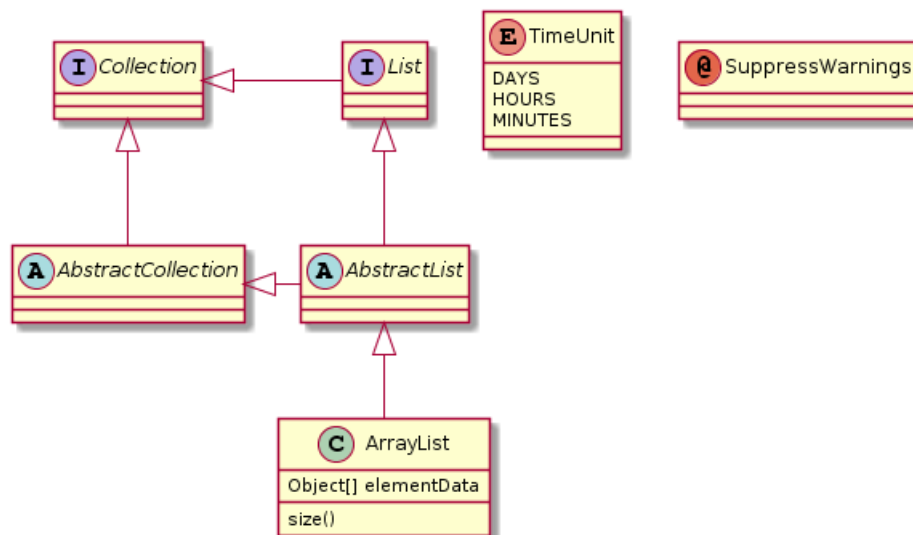 I Collection
I List
E TimeUnit
DAYS
HOURS
MINUTES
@ SuppressWarnings
A AbstractCollection
A AbstractList
C ArrayList
Object[] elementData
size()